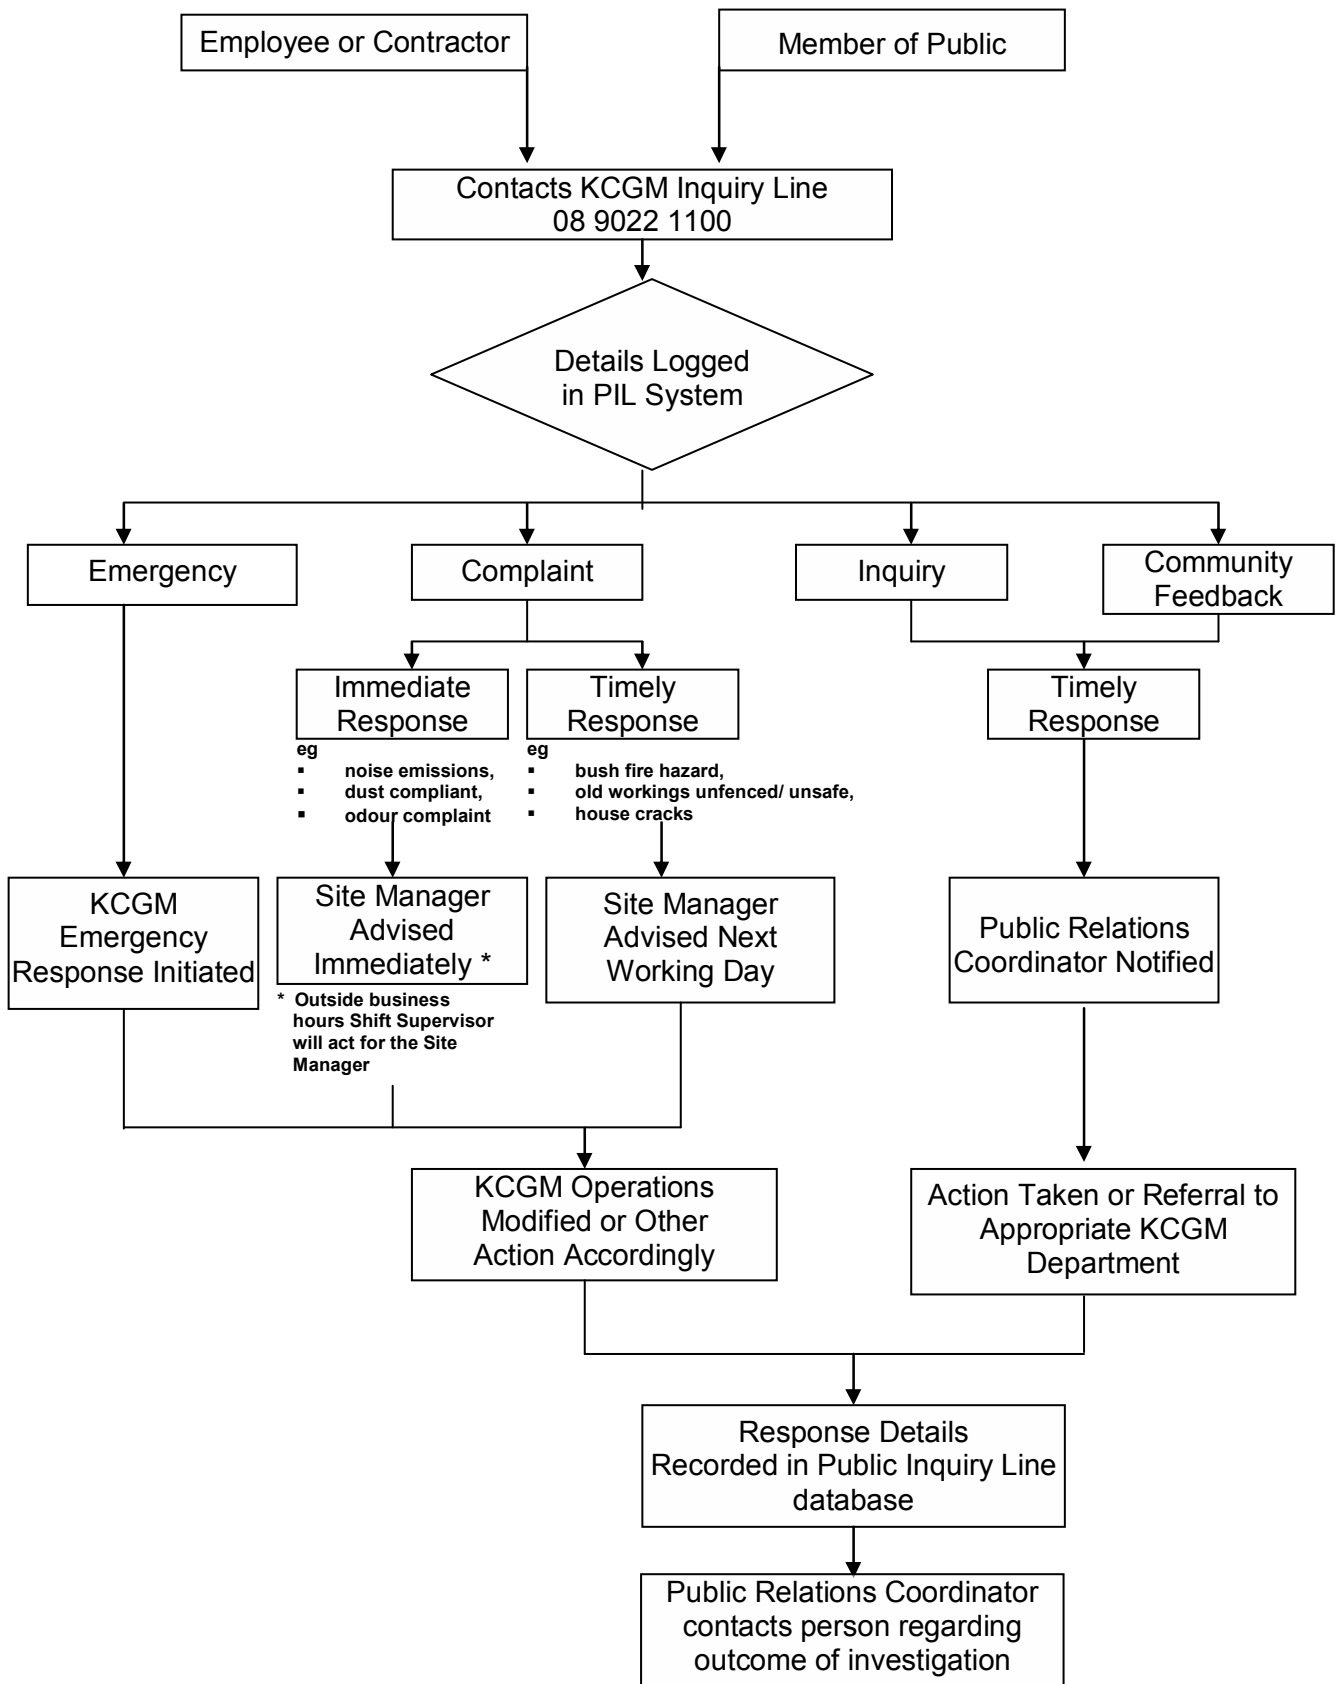 Employee or Contractor
Member of Public
Contacts KCGM Inquiry Line
08 9022 1100
Details Logged
in PIL System
Emergency
Complaint
Inquiry
Community
Feedback
Immediate
Response
Timely
Response
Timely
Response
eg
▪ noise emissions,
▪ dust compliant,
▪ odour complaint
eg
▪ bush fire hazard,
▪ old workings unfenced/ unsafe,
▪ house cracks
KCGM
Emergency
Response Initiated
Site Manager
Advised
Immediately *
Site Manager
Advised Next
Working Day
Public Relations
Coordinator Notified
* Outside business
hours Shift Supervisor
will act for the Site
Manager
KCGM Operations
Modified or Other
Action Accordingly
Action Taken or Referral to
Appropriate KCGM
Department
Response Details
Recorded in Public Inquiry Line
database
Public Relations Coordinator
contacts person regarding
outcome of investigation